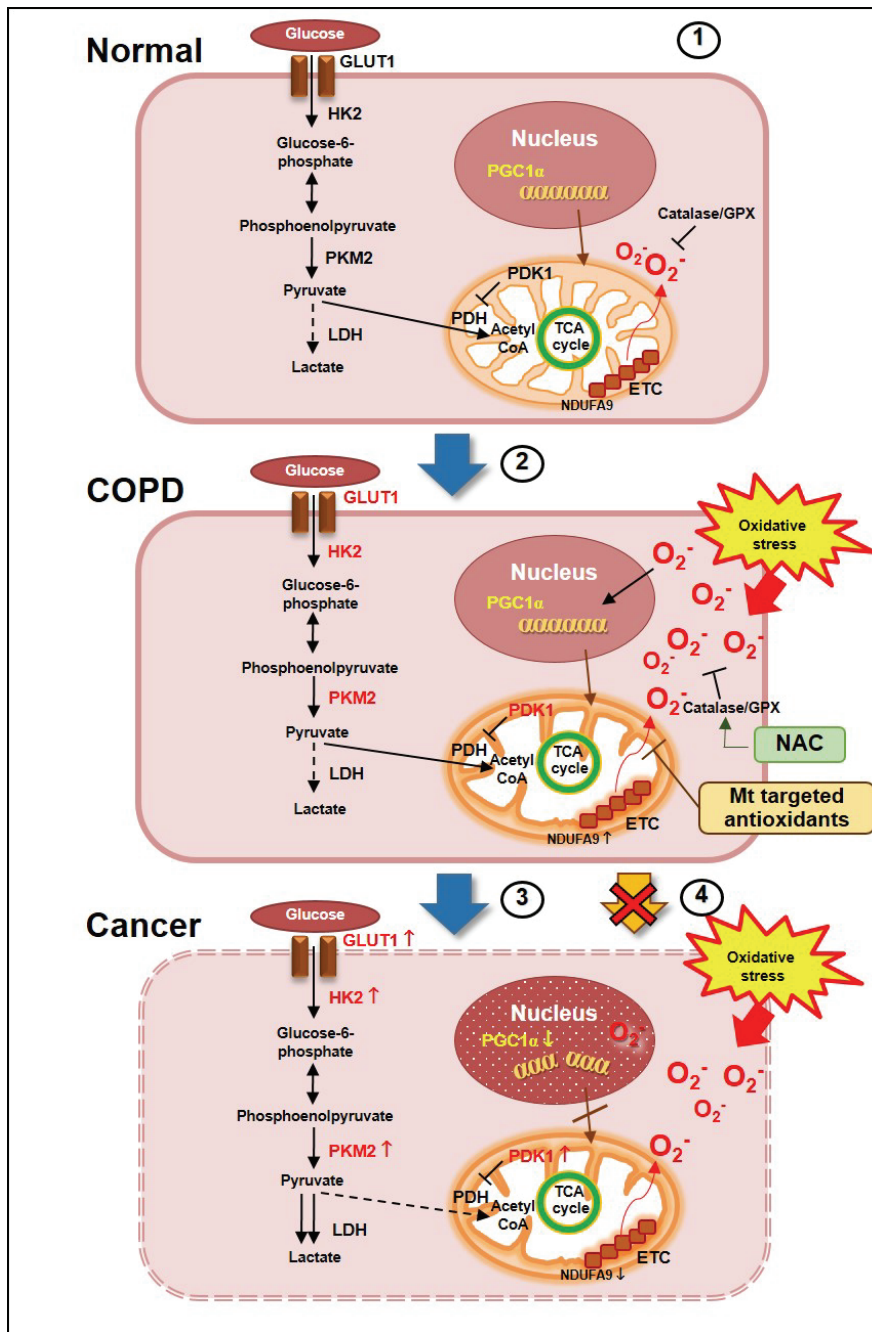 Normal
Glucose
1
GLUT1
HK2
Glucose-6-
phosphate
Phosphoenolpyruvate
PKM2
Pyruvate
LDH
Lactate
Nucleus
PGC1α
αααααα
Catalase/GPX
O2-
O2-
PDK1
PDH
Acetyl
CoA
TCA
cycle
ETC
NDUFA9
2
COPD
Glucose
GLUT1
HK2
Glucose-6-
phosphate
Phosphoenolpyruvate
PKM2
Pyruvate
LDH
Lactate
Nucleus
PGC1α
αααααα
Oxidative
stress
O2-
O2-
O2-
O2-
O2-
O2-
Catalase/GPX
NAC
Mt targeted
antioxidants
PDK1
PDH
Acetyl
CoA
TCA
cycle
ETC
NDUFA9 ↑
3
4
Cancer
Glucose
GLUT1 ↑
HK2 ↑
Glucose-6-
phosphate
Phosphoenolpyruvate
PKM2 ↑
Pyruvate
LDH
Lactate
Nucleus
PGC1α ↓
O2-
ααα ααα
Oxidative
stress
O2-
O2-
O2-
O2-
PDK1 ↑
PDH
Acetyl
CoA
TCA
cycle
ETC
NDUFA9 ↓